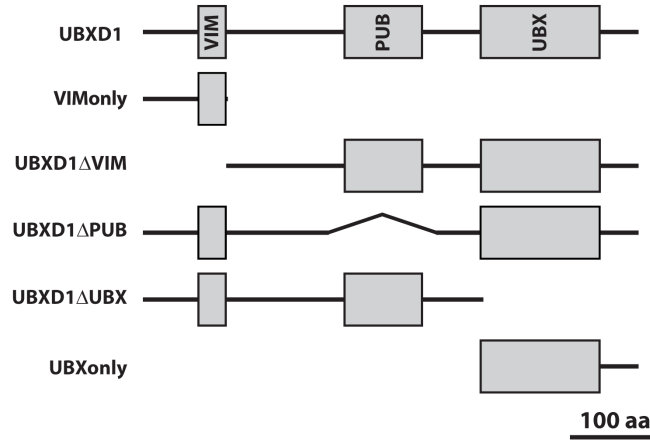 UBXD1
VIM
PUB
UBX
VIMonly
UBXD1ΔVIM
UBXD1ΔPUB
UBXD1ΔUBX
UBXonly
100 aa